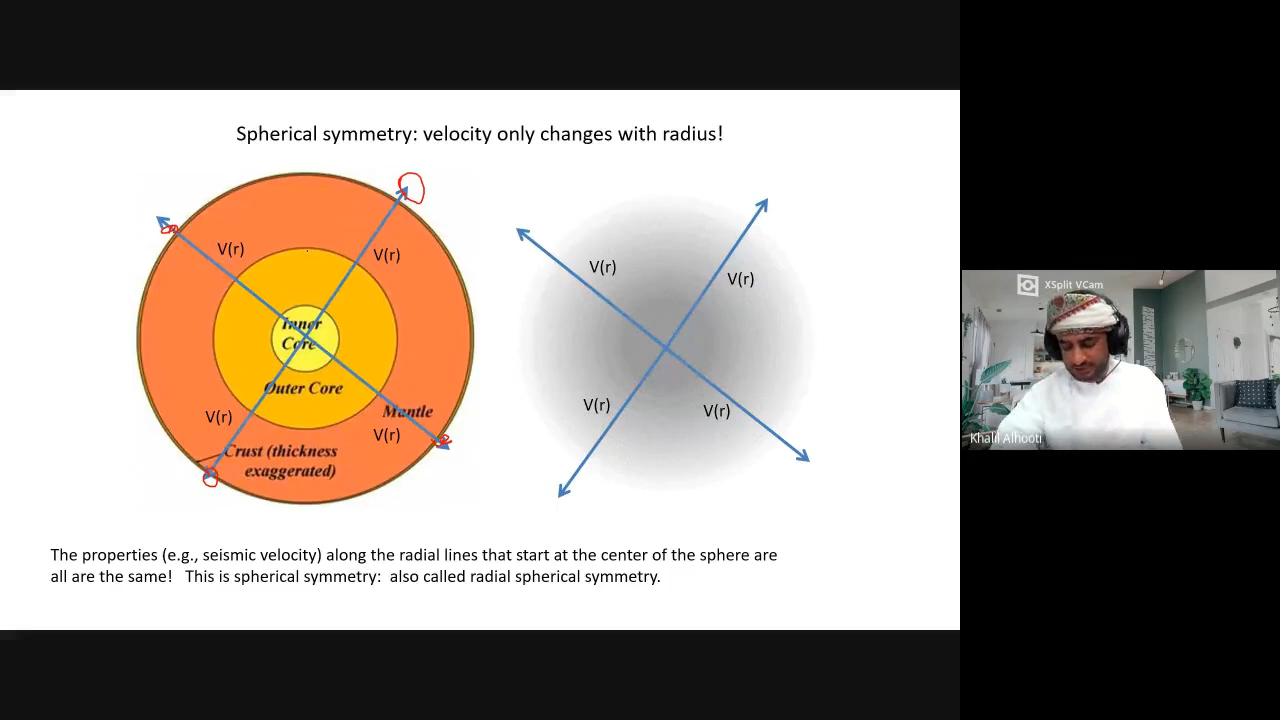 Spherical symmetry: velocity only changes with radius!
V(r)
V(r)
Inner
Core
Outer Core
Mantle
V(r)
V(r)
Crust (thickness
exaggerated)
V(r)
V(r)
V(r)
V(r)
The properties (e.g., seismic velocity) along the radial lines that start at the center of the sphere are
all are the same! This is spherical symmetry: also called radial spherical symmetry.
XSplit VCam
Khalil Alhooti